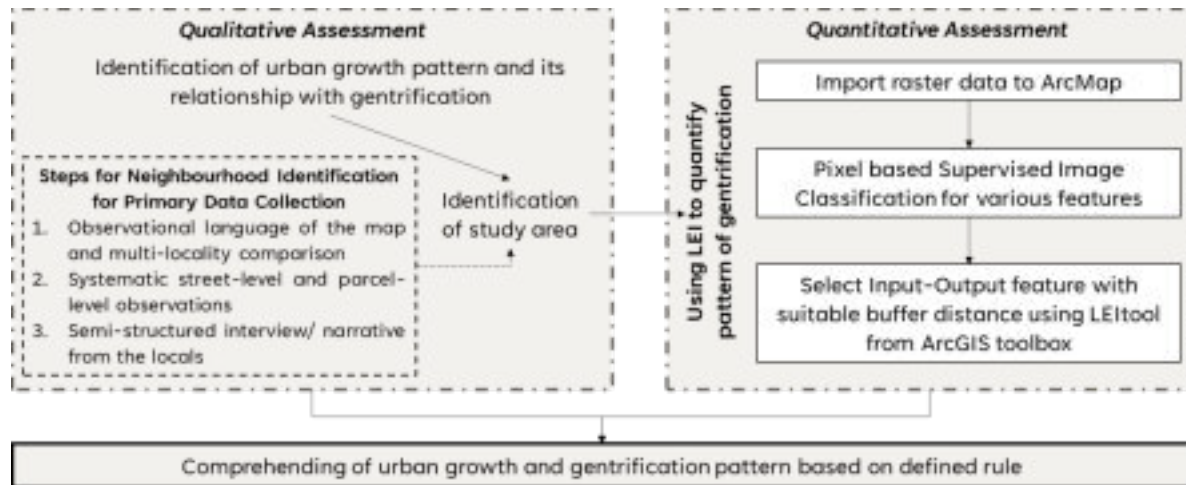 Qualitative Assessment
Identification of urban growth pattern and its
relationship with gentrification
Steps for Neighbourhood Identification
for Primary Data Collection
1. Observational language of the map
and multi-locality comparison
2. Systematic street-level and parcel-
level observations
3. Semi-structured interview/ narrative
from the locals
Identification
of study area
Using LEI to quantify
pattern of gentrification
Quantitative Assessment
Import raster data to ArcMap
Pixel based Supervised Image
Classification for various features
Select Input-Output feature with
suitable buffer distance using LEItool
from ArcGIS toolbox
Comprehending of urban growth and gentrification pattern based on defined rule